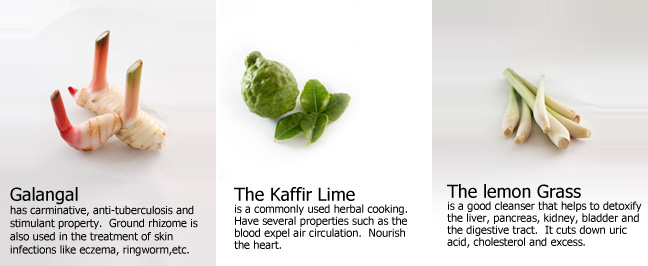 Galangal
has carminative, anti-tuberculosis and
stimulant property.  Ground rhizome is
also used in the treatment of skin
infections like eczema, ringworm,etc.
The Kaffir Lime
is a commonly used herbal cooking.
Have several properties such as the
blood expel air circulation.  Nourish
the heart.
The lemon Grass
is a good cleanser that helps to detoxify
the liver, pancreas, kidney, bladder and
the digestive tract.  It cuts down uric
acid, cholesterol and excess.